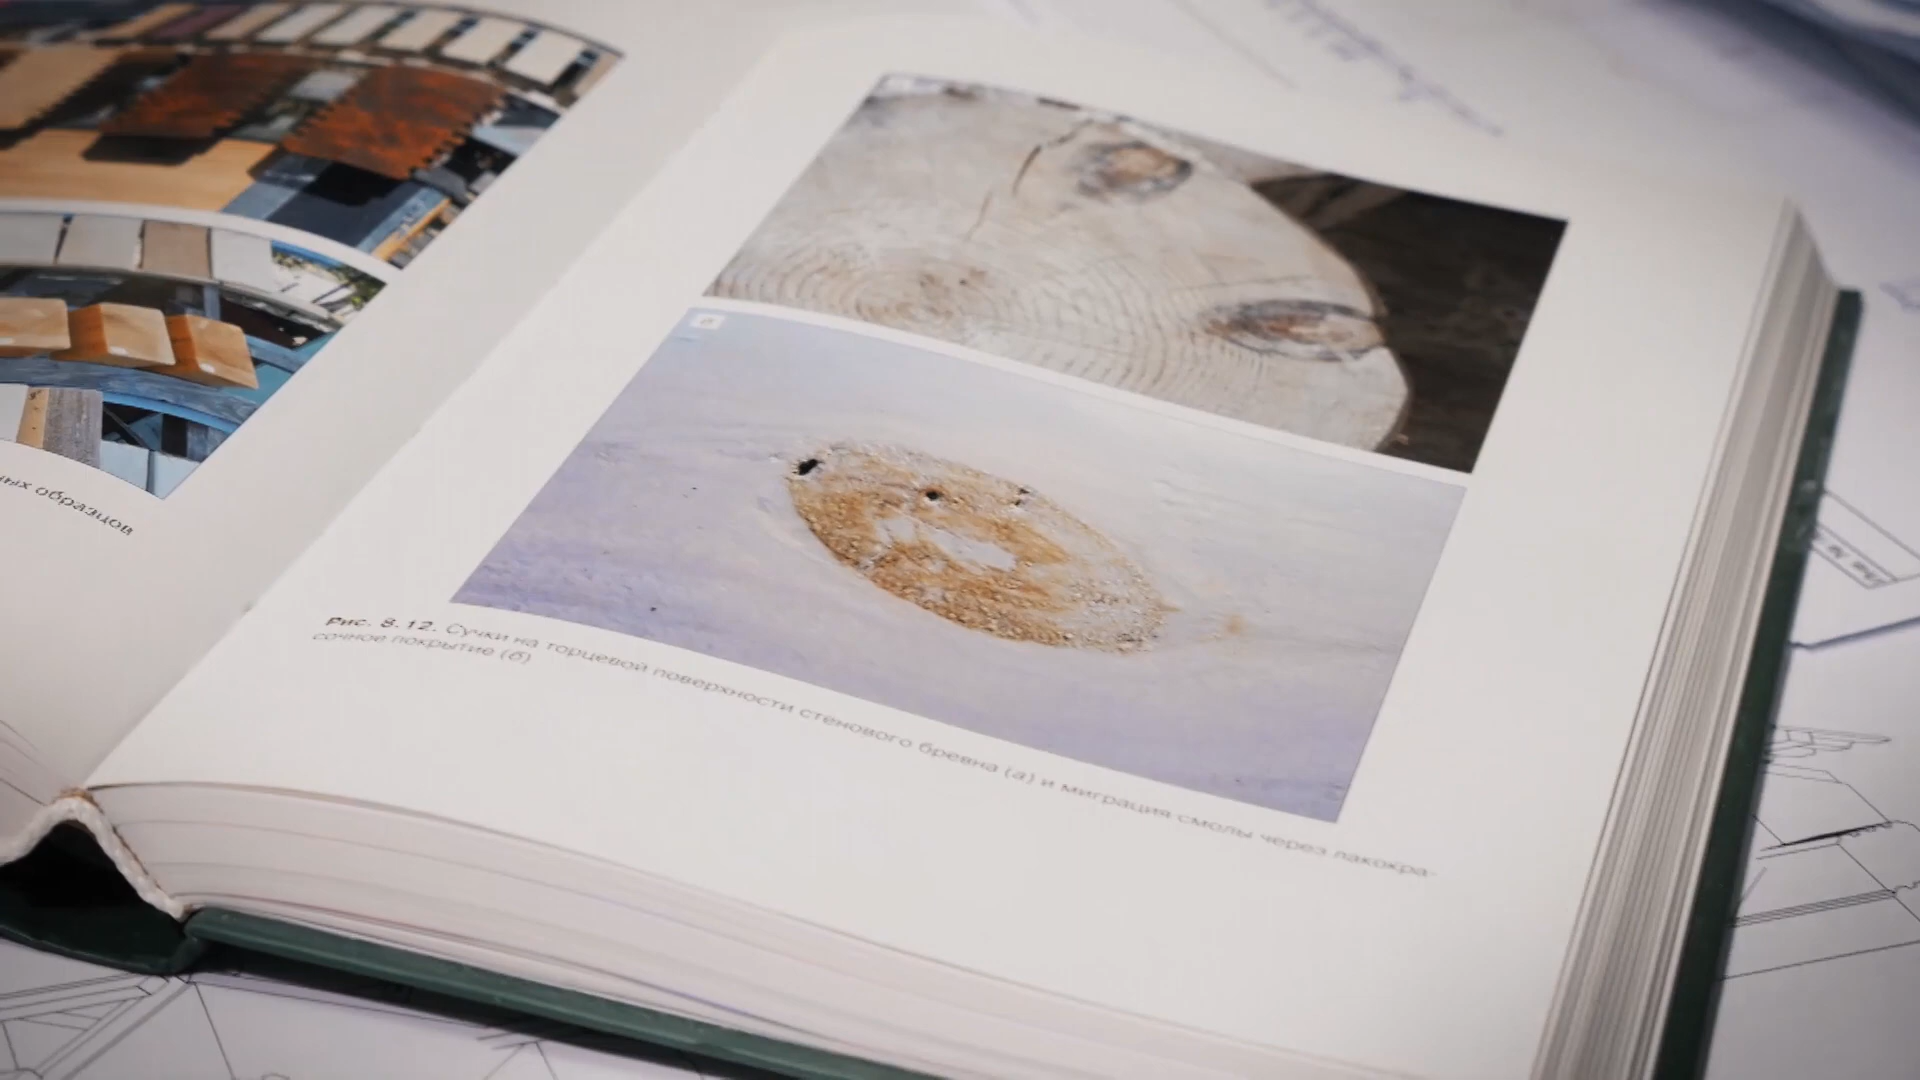 ных образцов
Рис. 8.12. Сучки на торцевой поверхности стенового бревна (а) и миграция смолы через лакокра-
сочное покрытие (б)
б